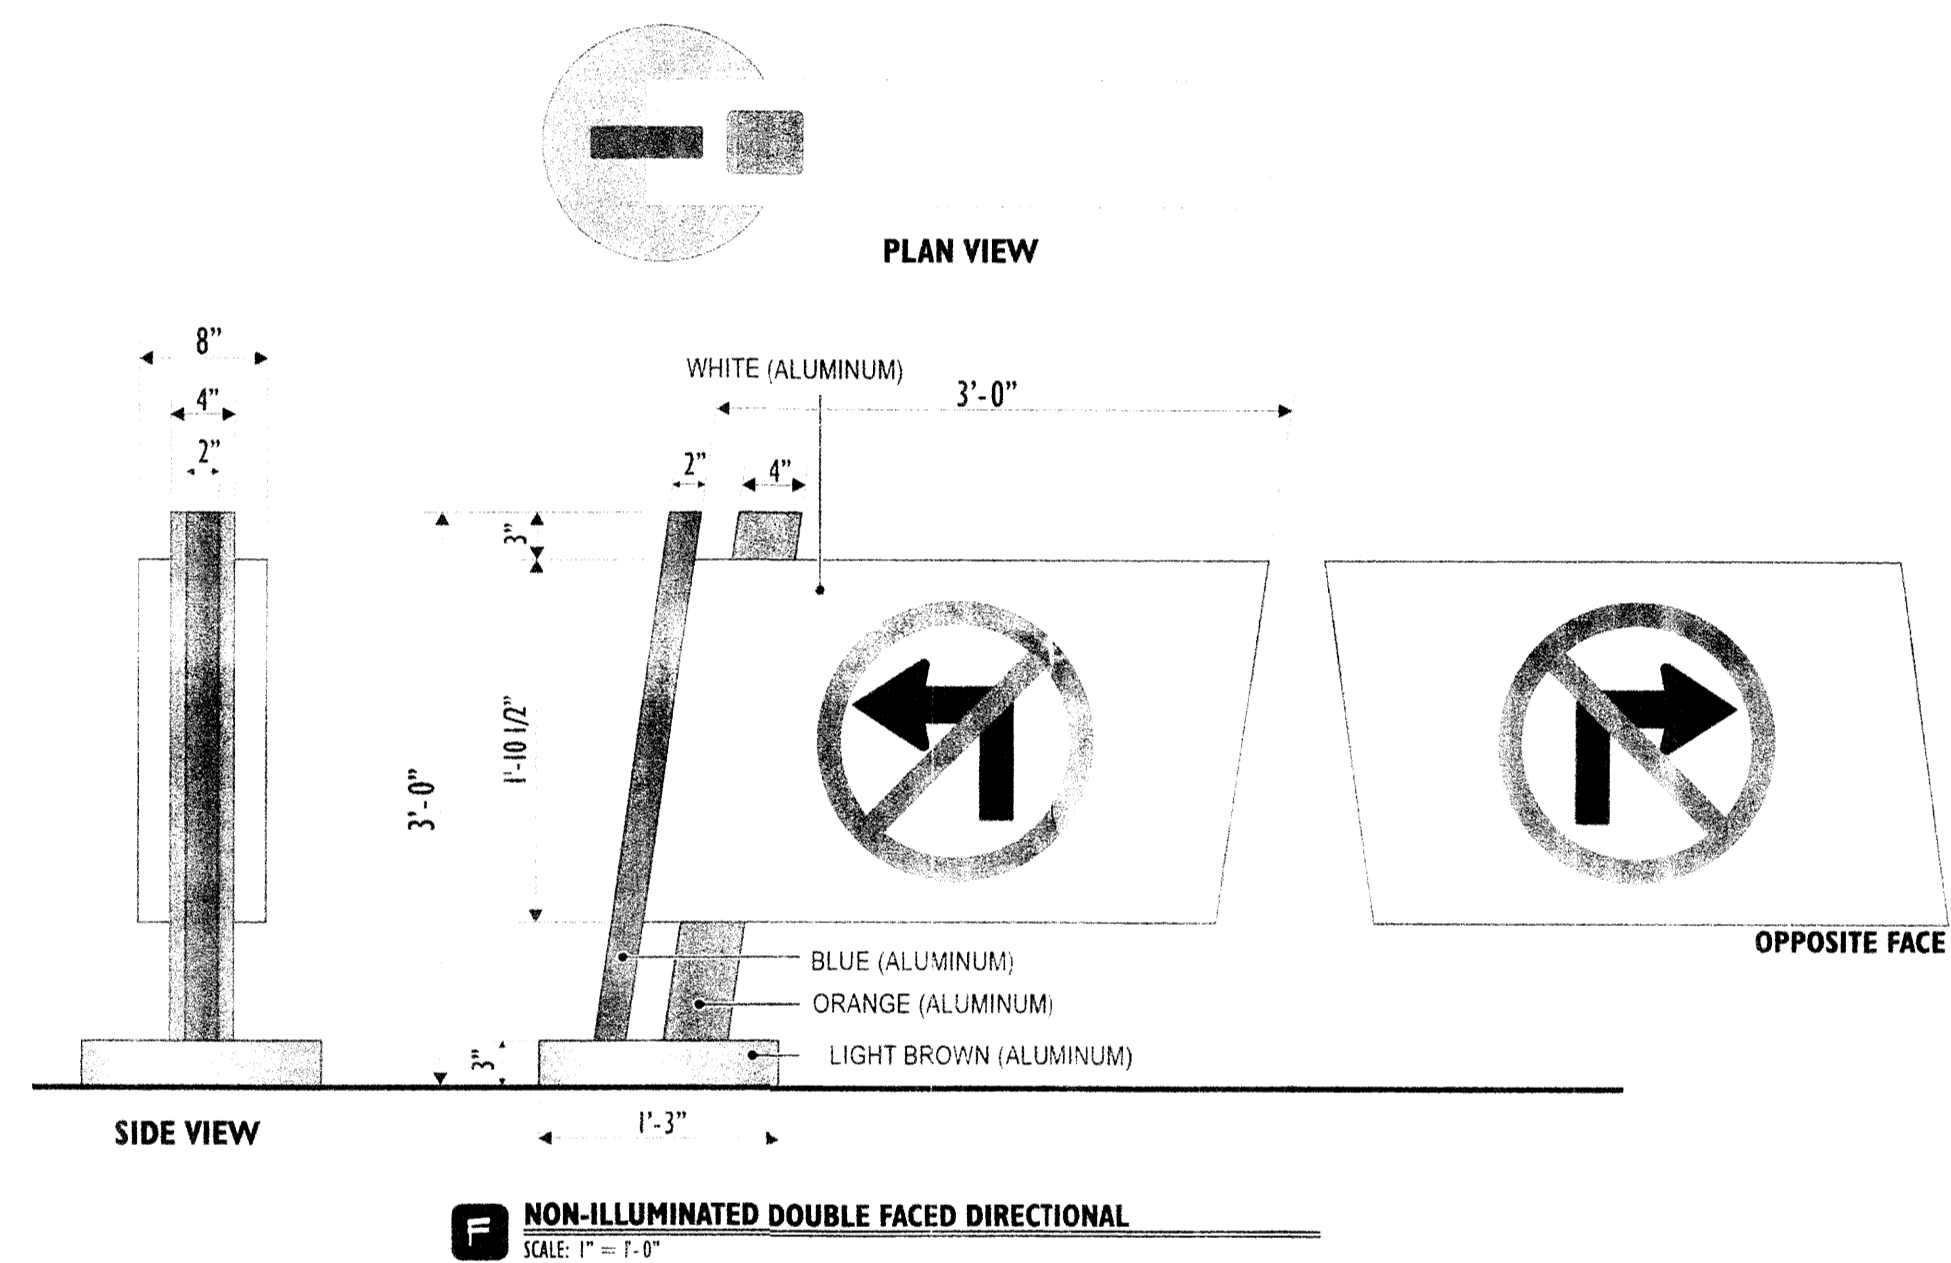 PLAN VIEW
8”
4”
2”
WHITE (ALUMINUM)
3’-0”
2”
4”
3”
1’-10 1/2”
3’-0”
OPPOSITE FACE
BLUE (ALUMINUM)
ORANGE (ALUMINUM)
LIGHT BROWN (ALUMINUM)
3”
1’-3”
SIDE VIEW
F NON-ILLUMINATED DOUBLE FACED DIRECTIONAL
SCALE: 1” = 1’-0”